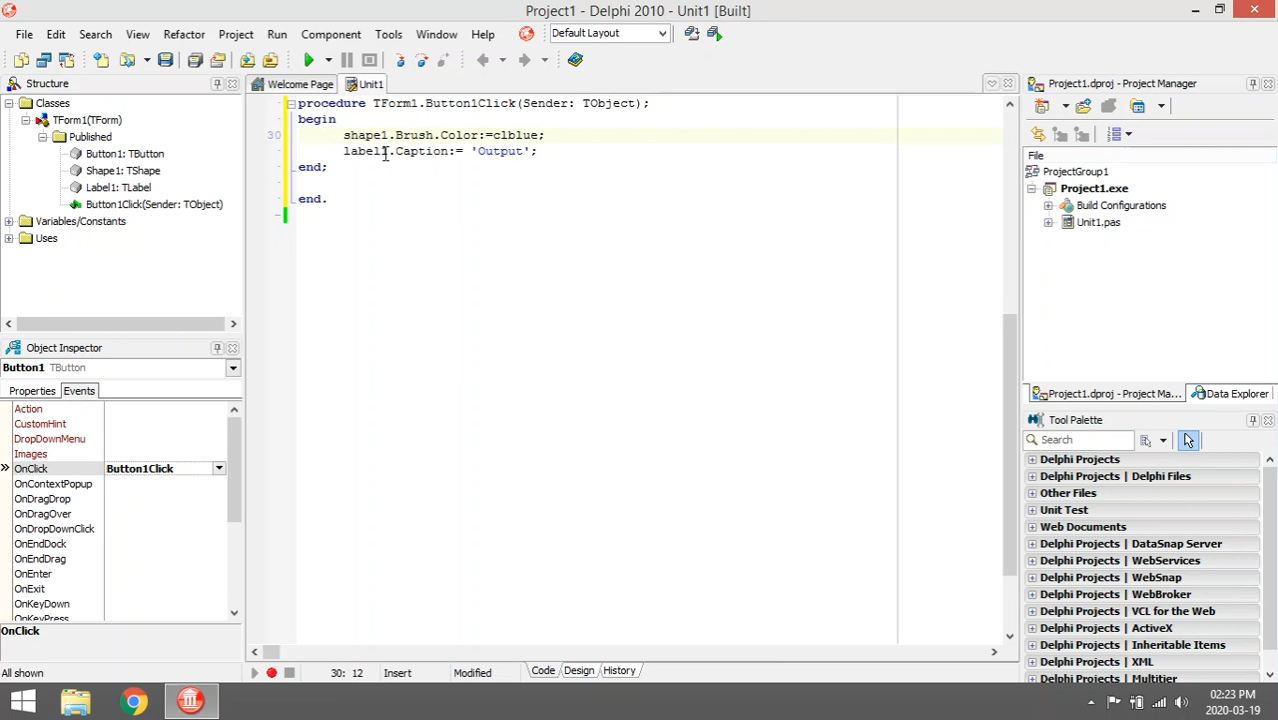 Project1 - Delphi 2010 - Unit1 [Built]
File Edit Search View Refactor Project Run Component Tools Window Help Default Layout
Structure
Classes
TForm1(TForm)
Published
Button1: TButton
Shape1: TShape
Label1: TLabel
Button1Click(Sender: TObject)
Variables/Constants
Uses
Object Inspector
Button1 TButton
Properties Events
Action
CustomHint
DropDownMenu
Images
OnClick Button1Click
OnContextPopup
OnDragDrop
OnDragOver
OnDropDownClick
OnEndDock
OnEndDrag
OnEnter
OnExit
OnKeyDown
OnKeyPress
OnClick
All shown
Welcome Page Unit1
procedure TForm1.Button1Click(Sender: TObject);
begin
30 shape1.Brush.Color:=clblue;
label1.Caption:= 'Output';
end;
end.
30: 12 Insert Modified Code Design History
Project1.dproj - Project Manager
File
ProjectGroup1
Project1.exe
Build Configurations
Unit1.pas
Project1.dproj - Project Ma... Data Explorer
Tool Palette
Search
Delphi Projects
Delphi Projects | Delphi Files
Other Files
Unit Test
Web Documents
Delphi Projects | DataSnap Server
Delphi Projects | WebServices
Delphi Projects | WebSnap
Delphi Projects | WebBroker
Delphi Projects | VCL for the Web
Delphi Projects | ActiveX
Delphi Projects | Inheritable Items
Delphi Projects | XML
Delphi Projects | Multitier
02:23 PM
2020-03-19